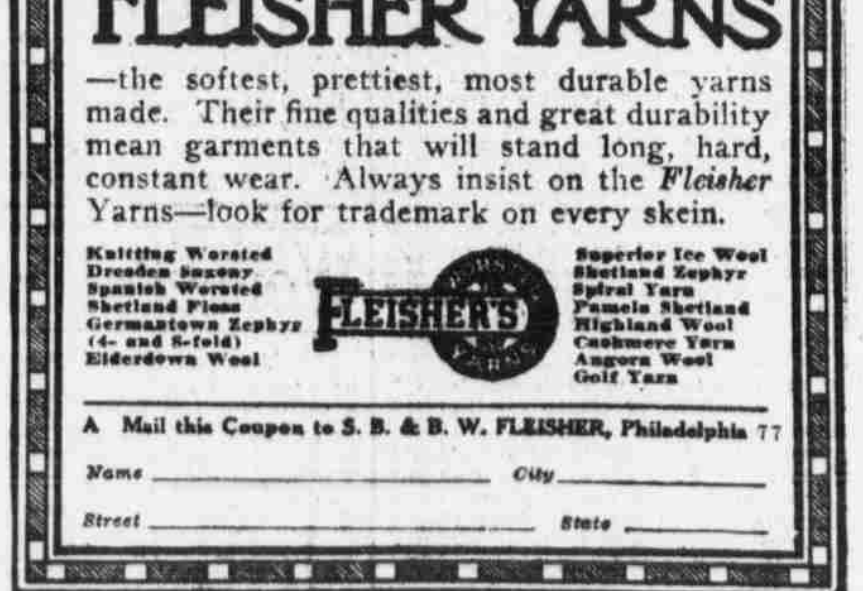 FLEISHER YARNS
—the softest, prettiest, most durable yarns
made. Their fine qualities and great durability
mean garments that will stand long, hard,
constant wear. Always insist on the Fleisher
Yarns—look for trademark on every skein.
Knitting Worsted
Dresden Saxony
Spanish Worsted
Shetland Floss
Germantown Zephyr
(4- and 8-fold)
Eiderdown Wool
WORSTED
FLEISHER'S
YARNS
Superior Ice Wool
Shetland Zephyr
Spiral Yarn
Pamela Shetland
Highland Wool
Cashmere Yarn
Angora Wool
Golf Yarn
A Mail this Coupon to S. B. & B. W. FLEISHER, Philadelphia 77
Name City
Street State